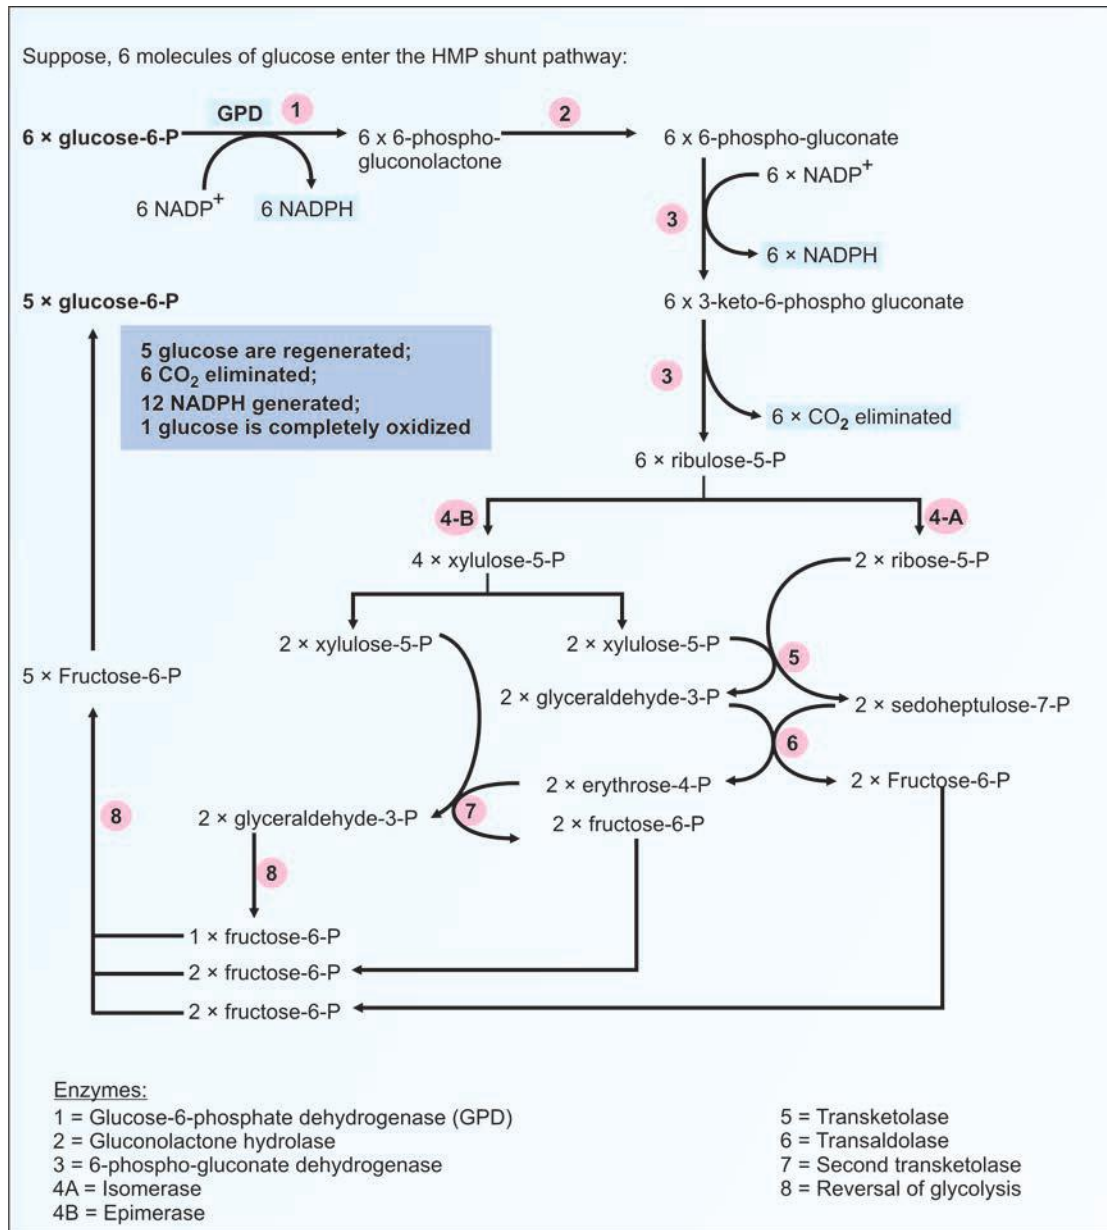 Suppose, 6 molecules of glucose enter the HMP shunt pathway:
GPD 1
6 × glucose-6-P
6 x 6-phospho-
gluconolactone
2
6 x 6-phospho-gluconate
6 NADP+
6 NADPH
6 × NADP+
3
6 × NADPH
5 × glucose-6-P
6 x 3-keto-6-phospho gluconate
5 glucose are regenerated;
6 CO2 eliminated;
12 NADPH generated;
1 glucose is completely oxidized
3
6 × CO2 eliminated
6 × ribulose-5-P
4-B
4-A
4 × xylulose-5-P
2 × ribose-5-P
2 × xylulose-5-P
2 × xylulose-5-P
5
5 × Fructose-6-P
2 × glyceraldehyde-3-P
2 × sedoheptulose-7-P
6
2 × erythrose-4-P
2 × Fructose-6-P
8
2 × glyceraldehyde-3-P
7
2 × fructose-6-P
8
1 × fructose-6-P
2 × fructose-6-P
2 × fructose-6-P
Enzymes:
1 = Glucose-6-phosphate dehydrogenase (GPD)
2 = Gluconolactone hydrolase
3 = 6-phospho-gluconate dehydrogenase
4A = Isomerase
4B = Epimerase
5 = Transketolase
6 = Transaldolase
7 = Second transketolase
8 = Reversal of glycolysis